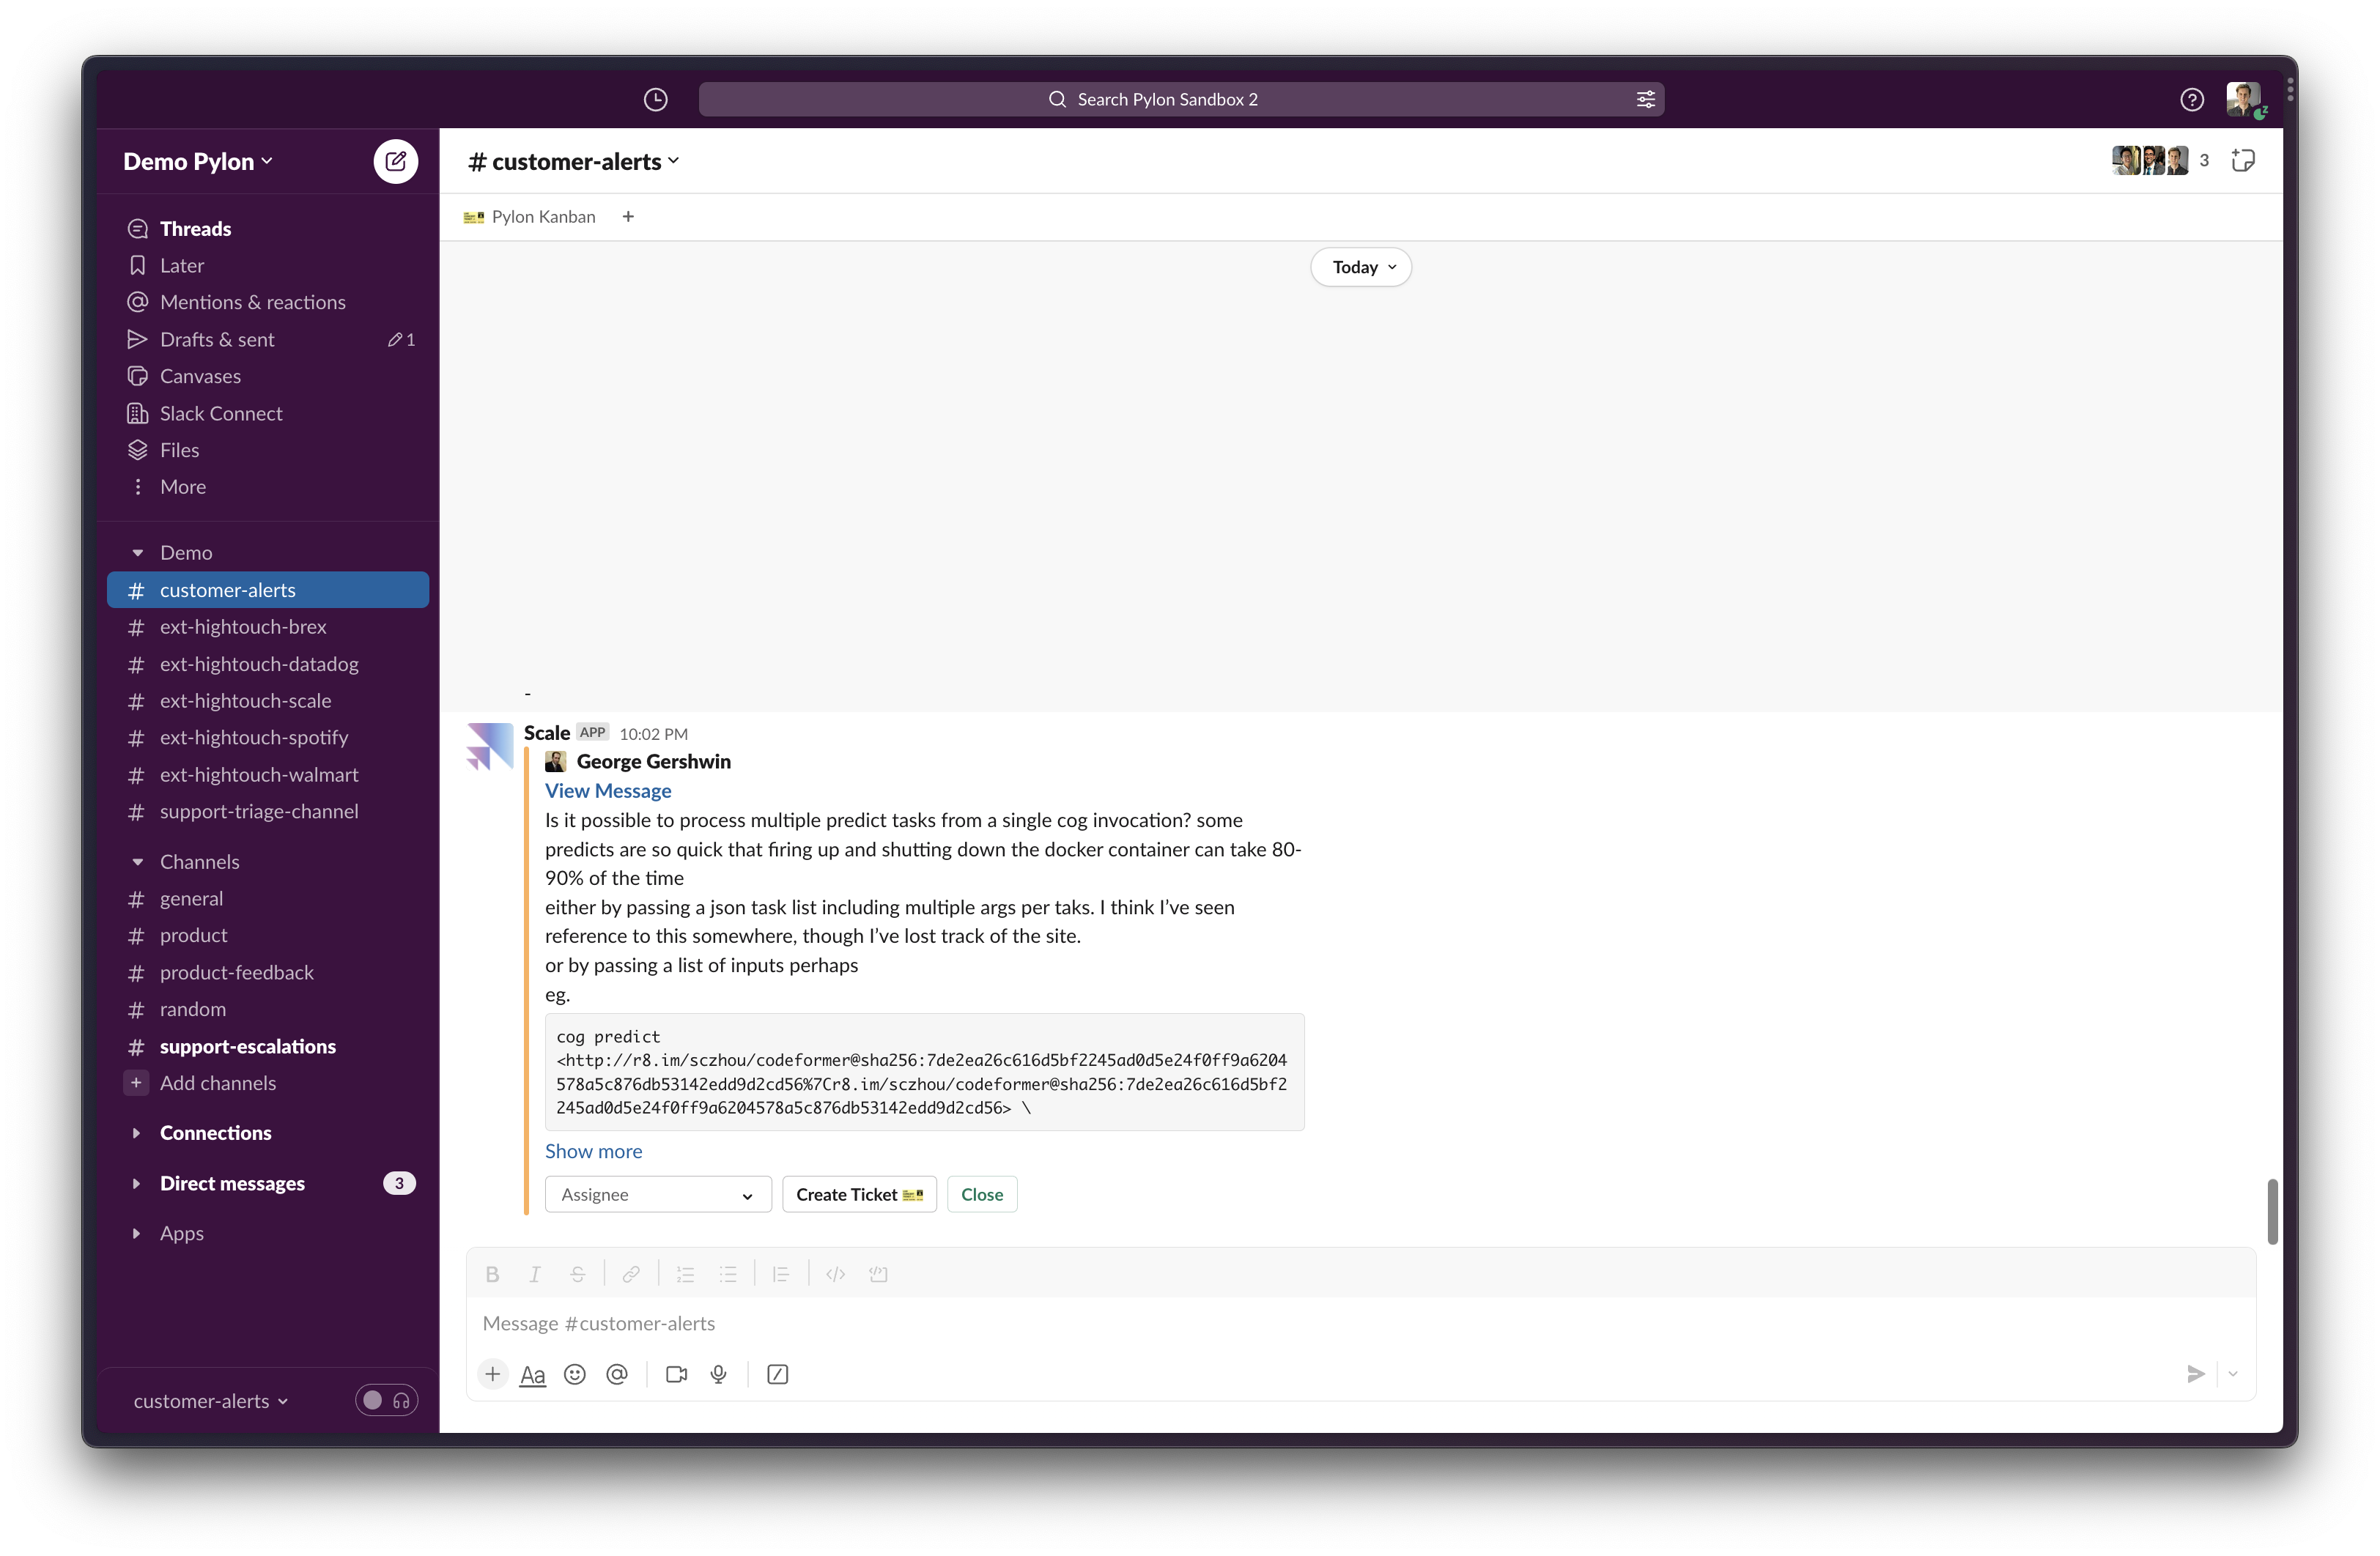 Search Pylon Sandbox 2
Demo Pylon
Threads
Later
Mentions & reactions
Drafts & sent 1
Canvases
Slack Connect
Files
More
Demo
# customer-alerts
# ext-hightouch-brex
# ext-hightouch-datadog
# ext-hightouch-scale
# ext-hightouch-spotify
# ext-hightouch-walmart
# support-triage-channel
Channels
# general
# product
# product-feedback
# random
# support-escalations
+ Add channels
Connections
Direct messages 3
Apps
customer-alerts
# customer-alerts
3
Pylon Kanban +
Today
-
Scale APP 10:02 PM
George Gershwin
View Message
Is it possible to process multiple predict tasks from a single cog invocation? some
predicts are so quick that firing up and shutting down the docker container can take 80-
90% of the time
either by passing a json task list including multiple args per taks. I think I’ve seen
reference to this somewhere, though I’ve lost track of the site.
or by passing a list of inputs perhaps
eg.
cog predict
<http://r8.im/sczhou/codeformer@sha256:7de2ea26c616d5bf2245ad0d5e24f0ff9a6204
578a5c876db53142edd9d2cd56%7Cr8.im/sczhou/codeformer@sha256:7de2ea26c616d5bf2
245ad0d5e24f0ff9a6204578a5c876db53142edd9d2cd56> \
Show more
Assignee
Create Ticket
Close
Message #customer-alerts
Aa